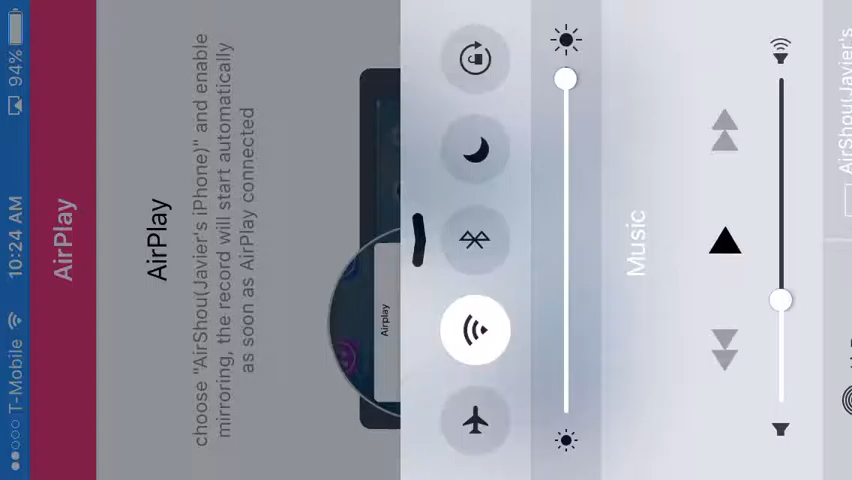 T-Mobile 10:24 AM 94%
AirPlay
AirPlay
choose "AirShou(Javier's iPhone)" and enable
mirroring, the record will start automatically
as soon as AirPlay connected
Airplay
Music
AirShou(Javier's